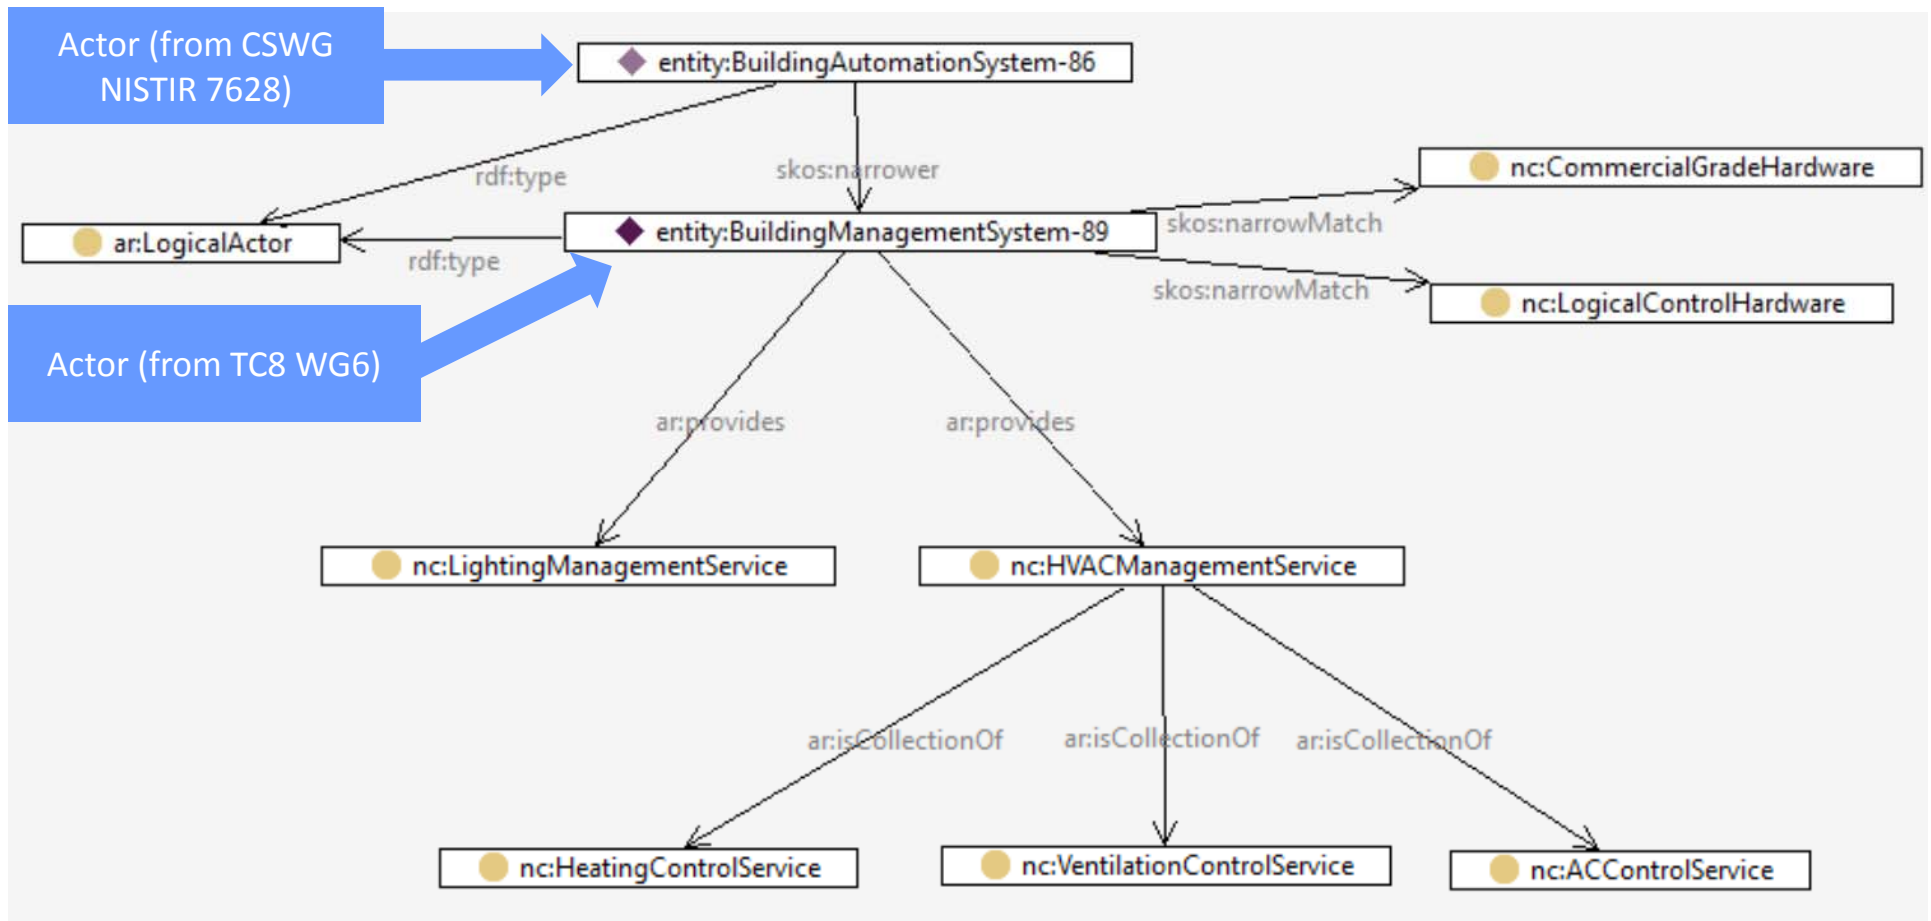 Actor (from CSWG
NISTIR 7628)
entity:BuildingAutomationSystem-86
rdf:type
skos:narrower
nc:CommercialGradeHardware
skos:narrowMatch
ar:LogicalActor
entity:BuildingManagementSystem-89
rdf:type
skos:narrowMatch
nc:LogicalControlHardware
Actor (from TC8 WG6)
ar:provides
ar:provides
nc:LightingManagementService
nc:HVACManagementService
ar:isCollectionOf
ar:isCollectionOf
ar:isCollectionOf
nc:HeatingControlService
nc:VentilationControlService
nc:ACControlService